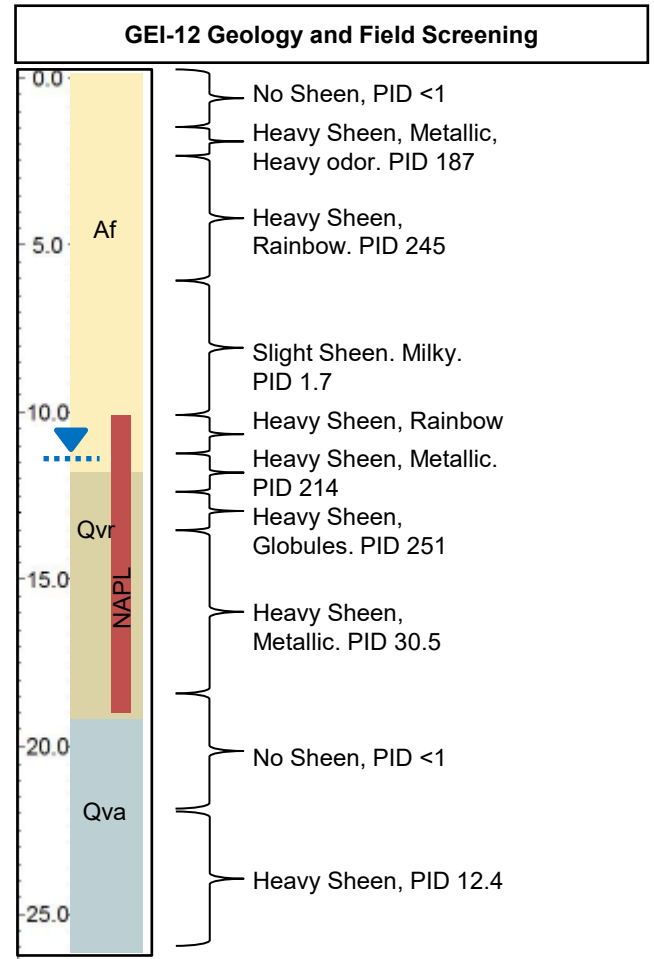 GEI-12 Geology and Field Screening
0.0
No Sheen, PID <1
Heavy Sheen, Metallic,
Heavy odor. PID 187
Af
5.0
Heavy Sheen,
Rainbow. PID 245
Slight Sheen. Milky.
PID 1.7
10.0
Heavy Sheen, Rainbow
Heavy Sheen, Metallic.
PID 214
Qvr
Heavy Sheen,
Globules. PID 251
15.0
NAPL
Heavy Sheen,
Metallic. PID 30.5
20.0
No Sheen, PID <1
Qva
Heavy Sheen, PID 12.4
25.0